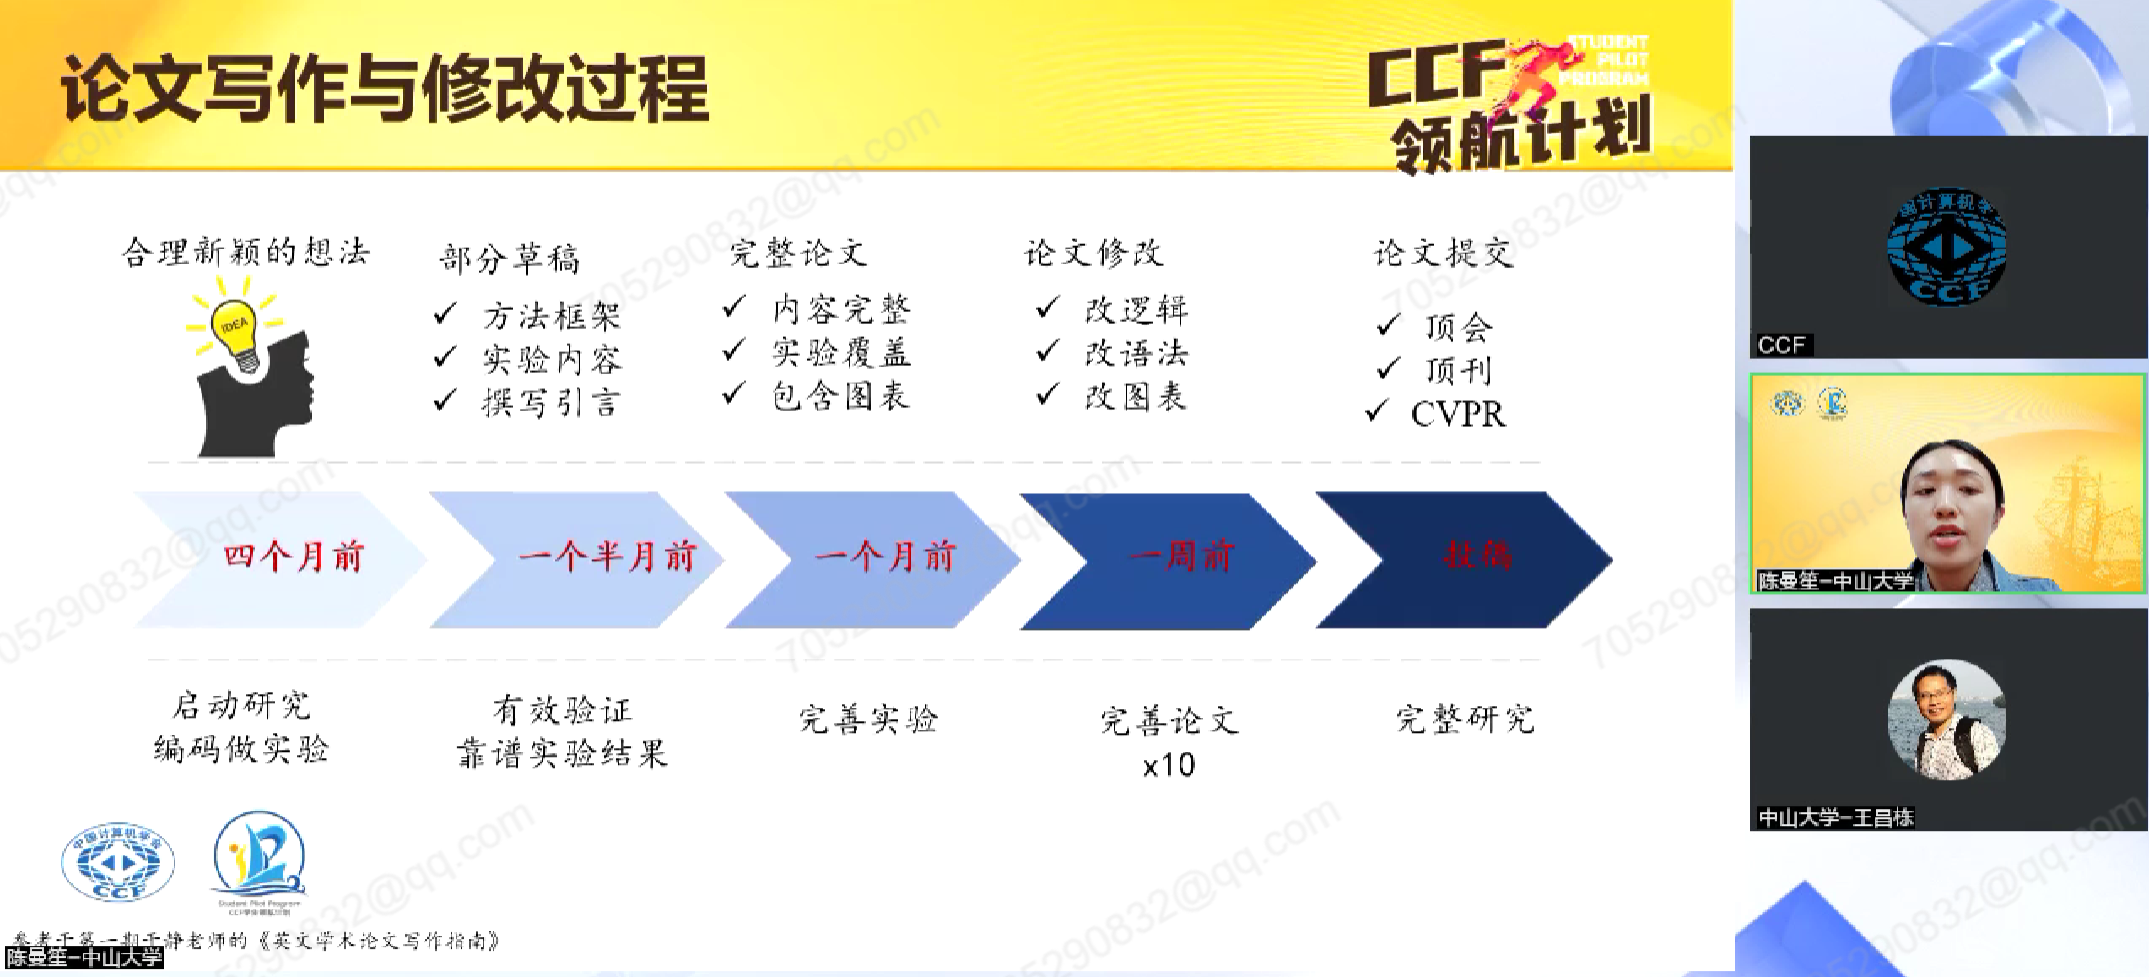 论文写作与修改过程
CCF
STUDENT
PILOT
PROGRAM
领航计划
合理新颖的想法
IDEA
部分草稿
✓ 方法框架
✓ 实验内容
✓ 撰写引言
完整论文
✓ 内容完整
✓ 实验覆盖
✓ 包含图表
论文修改
✓ 改逻辑
✓ 改语法
✓ 改图表
论文提交
✓ 顶会
✓ 顶刊
✓ CVPR
四个月前
一个半月前
一个月前
一周前
投稿
启动研究
编码做实验
有效验证
靠谱实验结果
完善实验
完善论文
x10
完整研究
中国计算机学会
CCF
Student Pilot Program
CCF学生领航计划
参考于第一期于静老师的《英文学术论文写作指南》
陈曼笙-中山大学
国计算机学
CCF
CCF
陈曼笙-中山大学
中山大学-王昌栋
705290832@qq.com